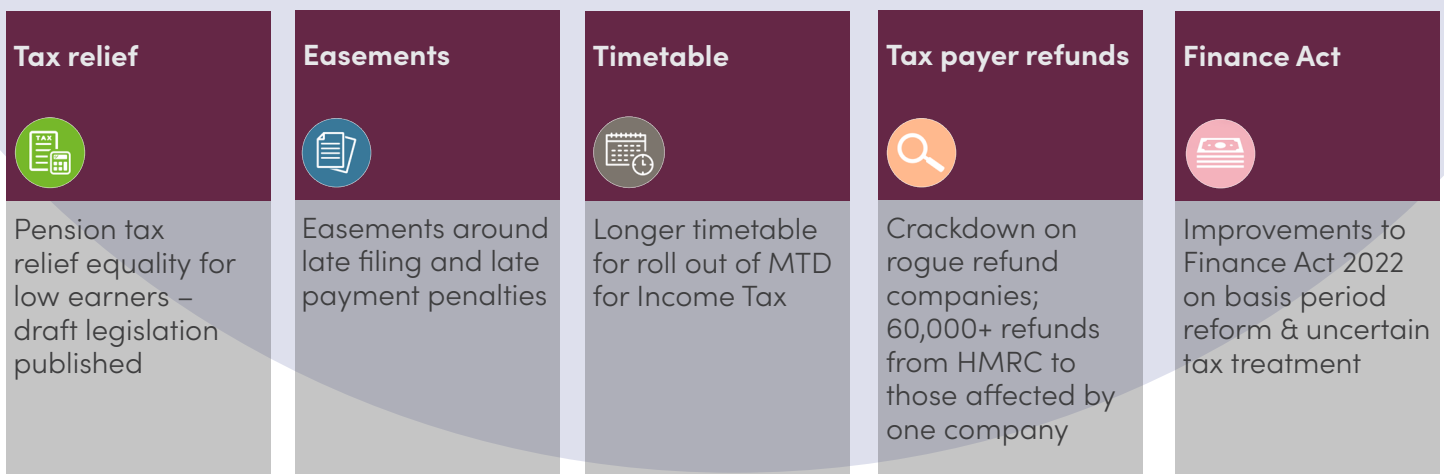 Tax relief
TAX
Pension tax
relief equality for
low earners –
draft legislation
published
Easements
Easements around
late filing and late
payment penalties
Timetable
Longer timetable
for roll out of MTD
for Income Tax
Tax payer refunds
Crackdown on
rogue refund
companies;
60,000+ refunds
from HMRC to
those affected by
one company
Finance Act
Improvements to
Finance Act 2022
on basis period
reform & uncertain
tax treatment